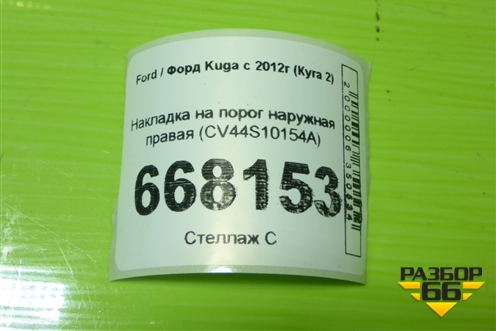 Ford / Форд Kuga с 2012г (Куга 2)
Накладка на порог наружная
правая (CV44S10154A)
668153
Стеллаж С
РАЗБОР
66